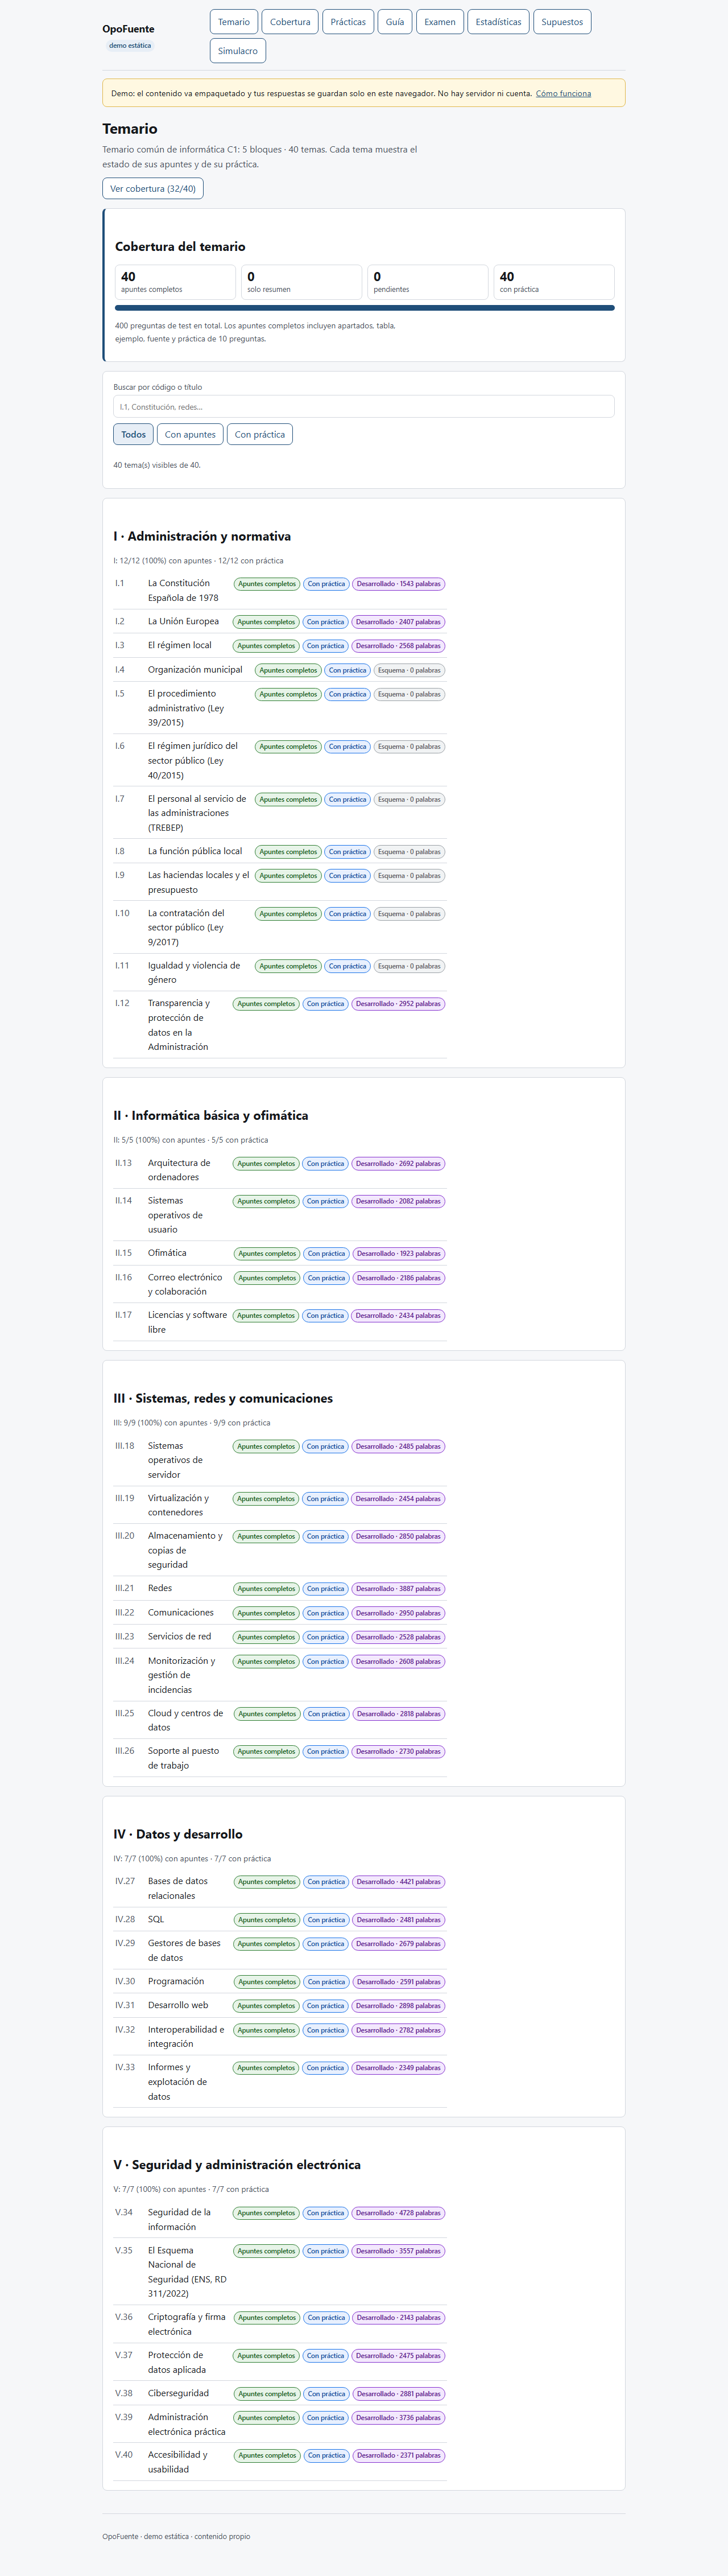 OpoFuente
demo estática
Temario
Cobertura
Prácticas
Guía
Examen
Estadísticas
Supuestos
Simulacro
Demo: el contenido va empaquetado y tus respuestas se guardan solo en este navegador. No hay servidor ni cuenta. Cómo funciona
Temario
Temario común de informática C1: 5 bloques · 40 temas. Cada tema muestra el
estado de sus apuntes y de su práctica.
Ver cobertura (32/40)
Cobertura del temario
40
apuntes completos
0
solo resumen
0
pendientes
40
con práctica
400 preguntas de test en total. Los apuntes completos incluyen apartados, tabla,
ejemplo, fuente y práctica de 10 preguntas.
Buscar por código o título
I.1, Constitución, redes...
Todos
Con apuntes
Con práctica
40 tema(s) visibles de 40.
I · Administración y normativa
I: 12/12 (100%) con apuntes · 12/12 con práctica
I.1 La Constitución Apuntes completos Con práctica Desarrollado · 1543 palabras
Española de 1978
I.2 La Unión Europea Apuntes completos Con práctica Desarrollado · 2407 palabras
I.3 El régimen local Apuntes completos Con práctica Desarrollado · 2568 palabras
I.4 Organización municipal Apuntes completos Con práctica Esquema · 0 palabras
I.5 El procedimiento Apuntes completos Con práctica Esquema · 0 palabras
administrativo (Ley
39/2015)
I.6 El régimen jurídico del Apuntes completos Con práctica Esquema · 0 palabras
sector público (Ley
40/2015)
I.7 El personal al servicio de Apuntes completos Con práctica Esquema · 0 palabras
las administraciones
(TREBEP)
I.8 La función pública local Apuntes completos Con práctica Esquema · 0 palabras
I.9 Las haciendas locales y el Apuntes completos Con práctica Esquema · 0 palabras
presupuesto
I.10 La contratación del Apuntes completos Con práctica Esquema · 0 palabras
sector público (Ley
9/2017)
I.11 Igualdad y violencia de Apuntes completos Con práctica Esquema · 0 palabras
género
I.12 Transparencia y Apuntes completos Con práctica Desarrollado · 2952 palabras
protección de
datos en la
Administración
II · Informática básica y ofimática
II: 5/5 (100%) con apuntes · 5/5 con práctica
II.13 Arquitectura de Apuntes completos Con práctica Desarrollado · 2692 palabras
ordenadores
II.14 Sistemas Apuntes completos Con práctica Desarrollado · 2082 palabras
operativos de
usuario
II.15 Ofimática Apuntes completos Con práctica Desarrollado · 1923 palabras
II.16 Correo electrónico Apuntes completos Con práctica Desarrollado · 2186 palabras
y colaboración
II.17 Licencias y software Apuntes completos Con práctica Desarrollado · 2434 palabras
libre
III · Sistemas, redes y comunicaciones
III: 9/9 (100%) con apuntes · 9/9 con práctica
III.18 Sistemas Apuntes completos Con práctica Desarrollado · 2485 palabras
operativos de
servidor
III.19 Virtualización y Apuntes completos Con práctica Desarrollado · 2454 palabras
contenedores
III.20 Almacenamiento y Apuntes completos Con práctica Desarrollado · 2850 palabras
copias de
seguridad
III.21 Redes Apuntes completos Con práctica Desarrollado · 3887 palabras
III.22 Comunicaciones Apuntes completos Con práctica Desarrollado · 2950 palabras
III.23 Servicios de red Apuntes completos Con práctica Desarrollado · 2528 palabras
III.24 Monitorización y Apuntes completos Con práctica Desarrollado · 2608 palabras
gestión de
incidencias
III.25 Cloud y centros de Apuntes completos Con práctica Desarrollado · 2818 palabras
datos
III.26 Soporte al puesto Apuntes completos Con práctica Desarrollado · 2730 palabras
de trabajo
IV · Datos y desarrollo
IV: 7/7 (100%) con apuntes · 7/7 con práctica
IV.27 Bases de datos Apuntes completos Con práctica Desarrollado · 4421 palabras
relacionales
IV.28 SQL Apuntes completos Con práctica Desarrollado · 2481 palabras
IV.29 Gestores de bases Apuntes completos Con práctica Desarrollado · 2679 palabras
de datos
IV.30 Programación Apuntes completos Con práctica Desarrollado · 2591 palabras
IV.31 Desarrollo web Apuntes completos Con práctica Desarrollado · 2898 palabras
IV.32 Interoperabilidad e Apuntes completos Con práctica Desarrollado · 2782 palabras
integración
IV.33 Informes y Apuntes completos Con práctica Desarrollado · 2349 palabras
explotación de
datos
V · Seguridad y administración electrónica
V: 7/7 (100%) con apuntes · 7/7 con práctica
V.34 Seguridad de la Apuntes completos Con práctica Desarrollado · 4728 palabras
información
V.35 El Esquema Apuntes completos Con práctica Desarrollado · 3557 palabras
Nacional de
Seguridad (ENS, RD
311/2022)
V.36 Criptografía y firma Apuntes completos Con práctica Desarrollado · 2143 palabras
electrónica
V.37 Protección de Apuntes completos Con práctica Desarrollado · 2475 palabras
datos aplicada
V.38 Ciberseguridad Apuntes completos Con práctica Desarrollado · 2881 palabras
V.39 Administración Apuntes completos Con práctica Desarrollado · 3736 palabras
electrónica práctica
V.40 Accesibilidad y Apuntes completos Con práctica Desarrollado · 2371 palabras
usabilidad
OpoFuente · demo estática · contenido propio